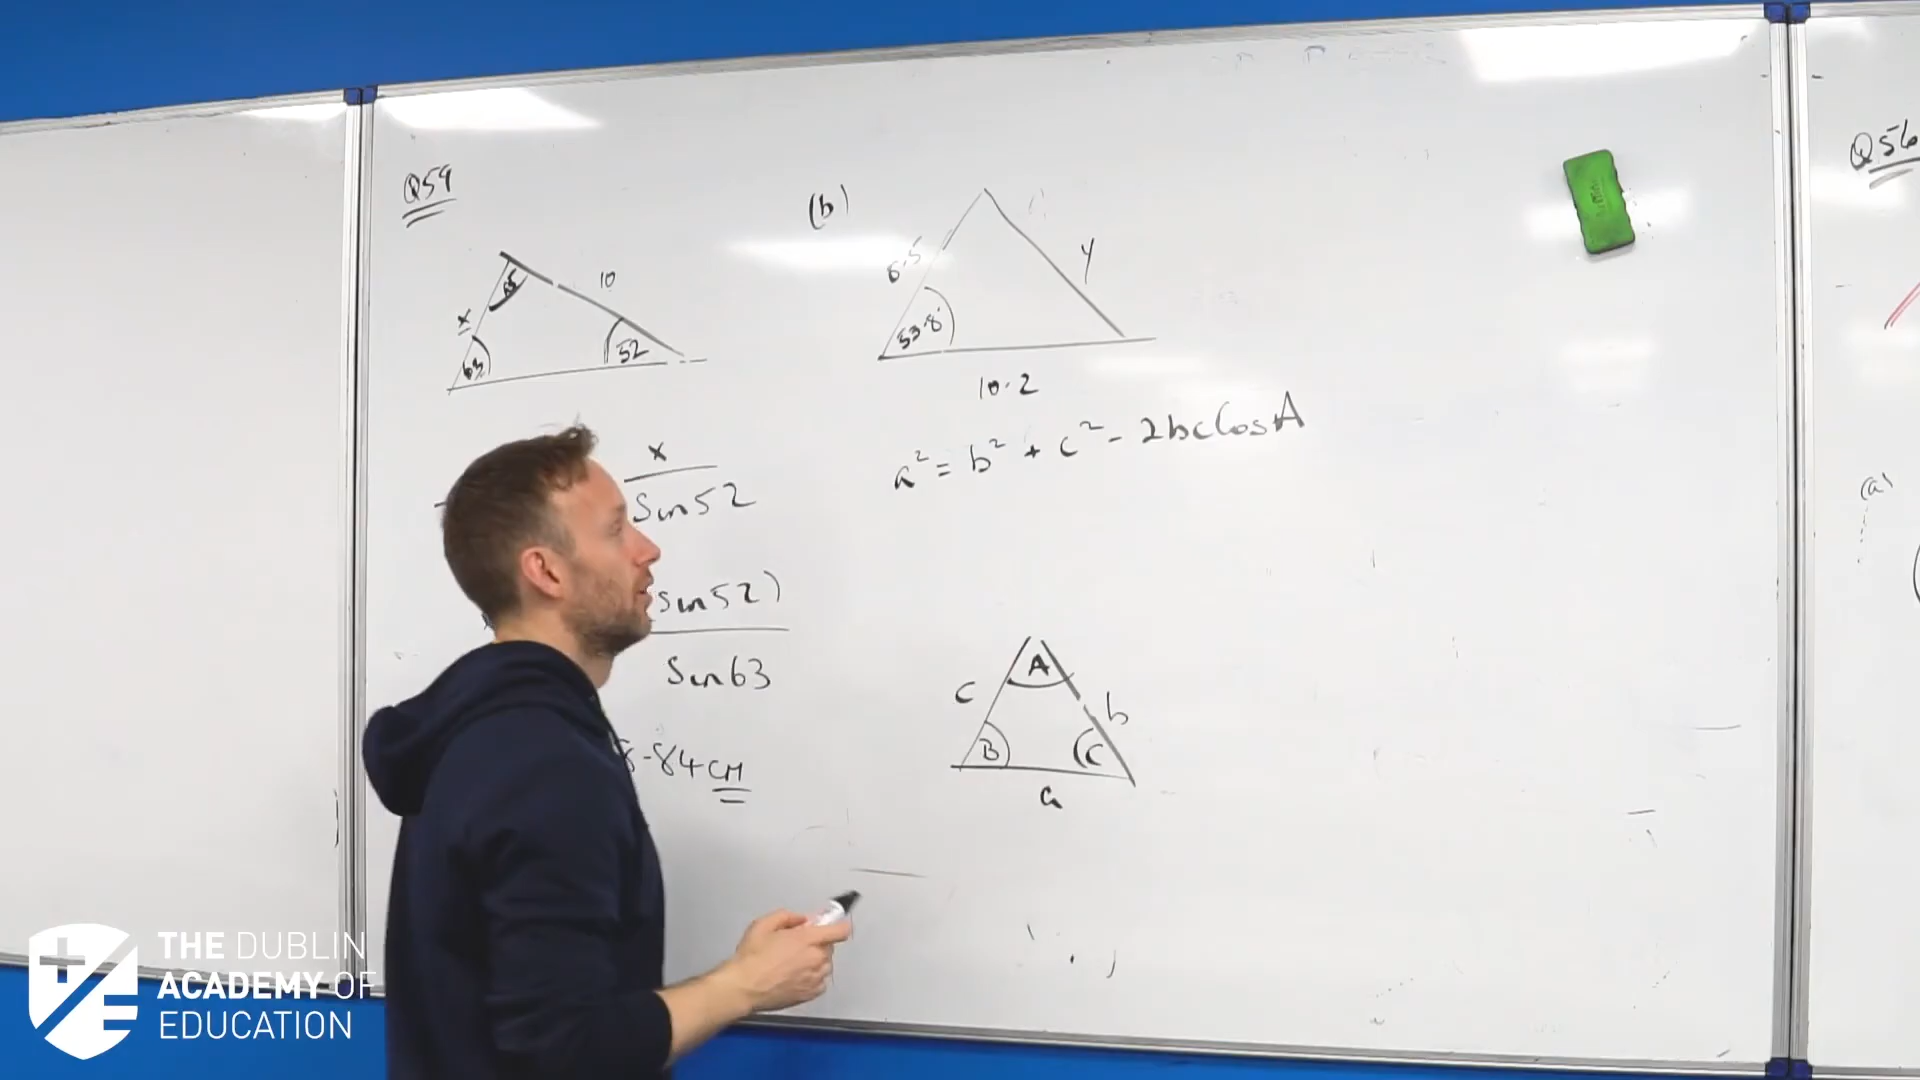 Q59
65
10
x
63
52
x
Sin52
Sin52)
Sin63
8.84cm
(b)
8.5
y
53.8°
10.2
a² = b² + c² - 2bcCosA
A
c
b
B
C
a
Q56
(a)
THE DUBLIN
ACADEMY OF
EDUCATION